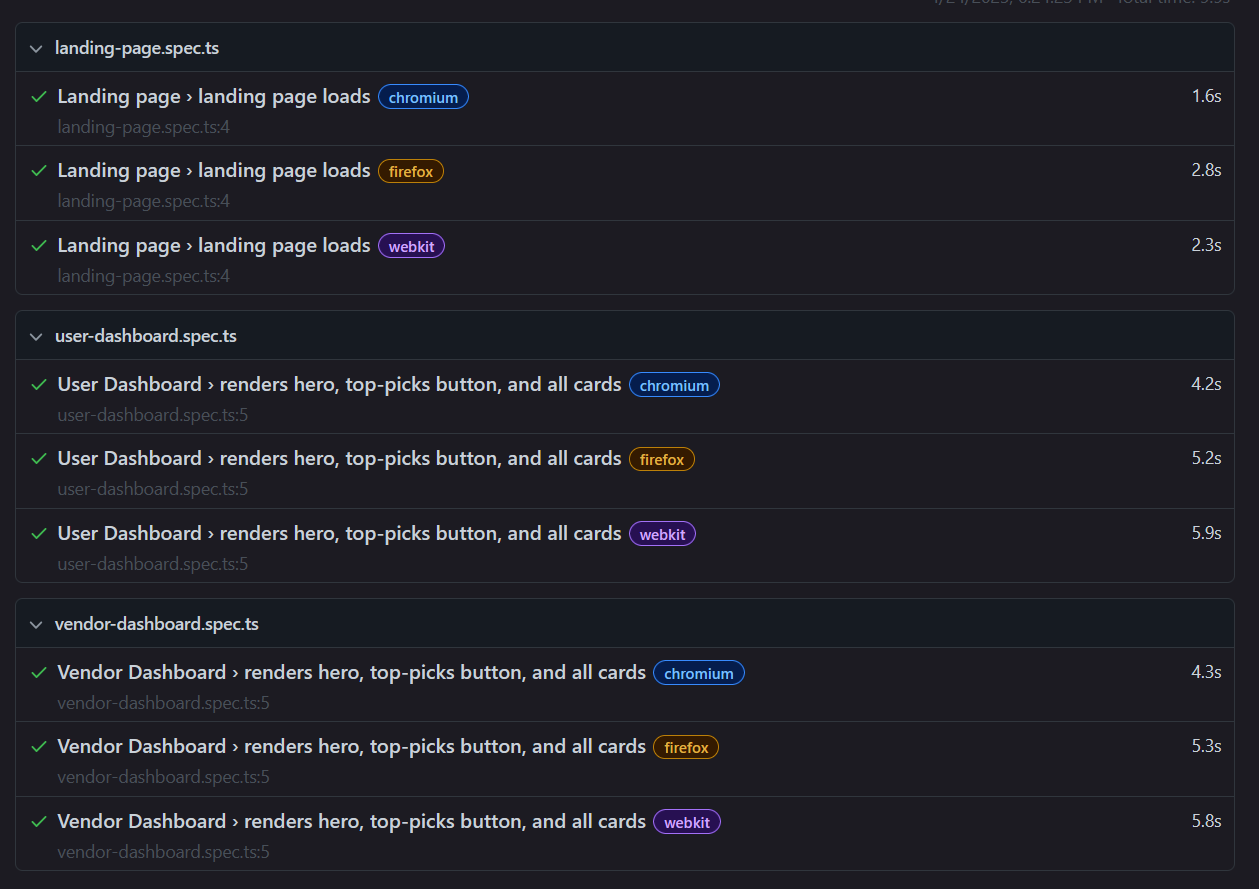 landing-page.spec.ts
Landing page › landing page loads chromium 1.6s
landing-page.spec.ts:4
Landing page › landing page loads firefox 2.8s
landing-page.spec.ts:4
Landing page › landing page loads webkit 2.3s
landing-page.spec.ts:4
user-dashboard.spec.ts
User Dashboard › renders hero, top-picks button, and all cards chromium 4.2s
user-dashboard.spec.ts:5
User Dashboard › renders hero, top-picks button, and all cards firefox 5.2s
user-dashboard.spec.ts:5
User Dashboard › renders hero, top-picks button, and all cards webkit 5.9s
user-dashboard.spec.ts:5
vendor-dashboard.spec.ts
Vendor Dashboard › renders hero, top-picks button, and all cards chromium 4.3s
vendor-dashboard.spec.ts:5
Vendor Dashboard › renders hero, top-picks button, and all cards firefox 5.3s
vendor-dashboard.spec.ts:5
Vendor Dashboard › renders hero, top-picks button, and all cards webkit 5.8s
vendor-dashboard.spec.ts:5